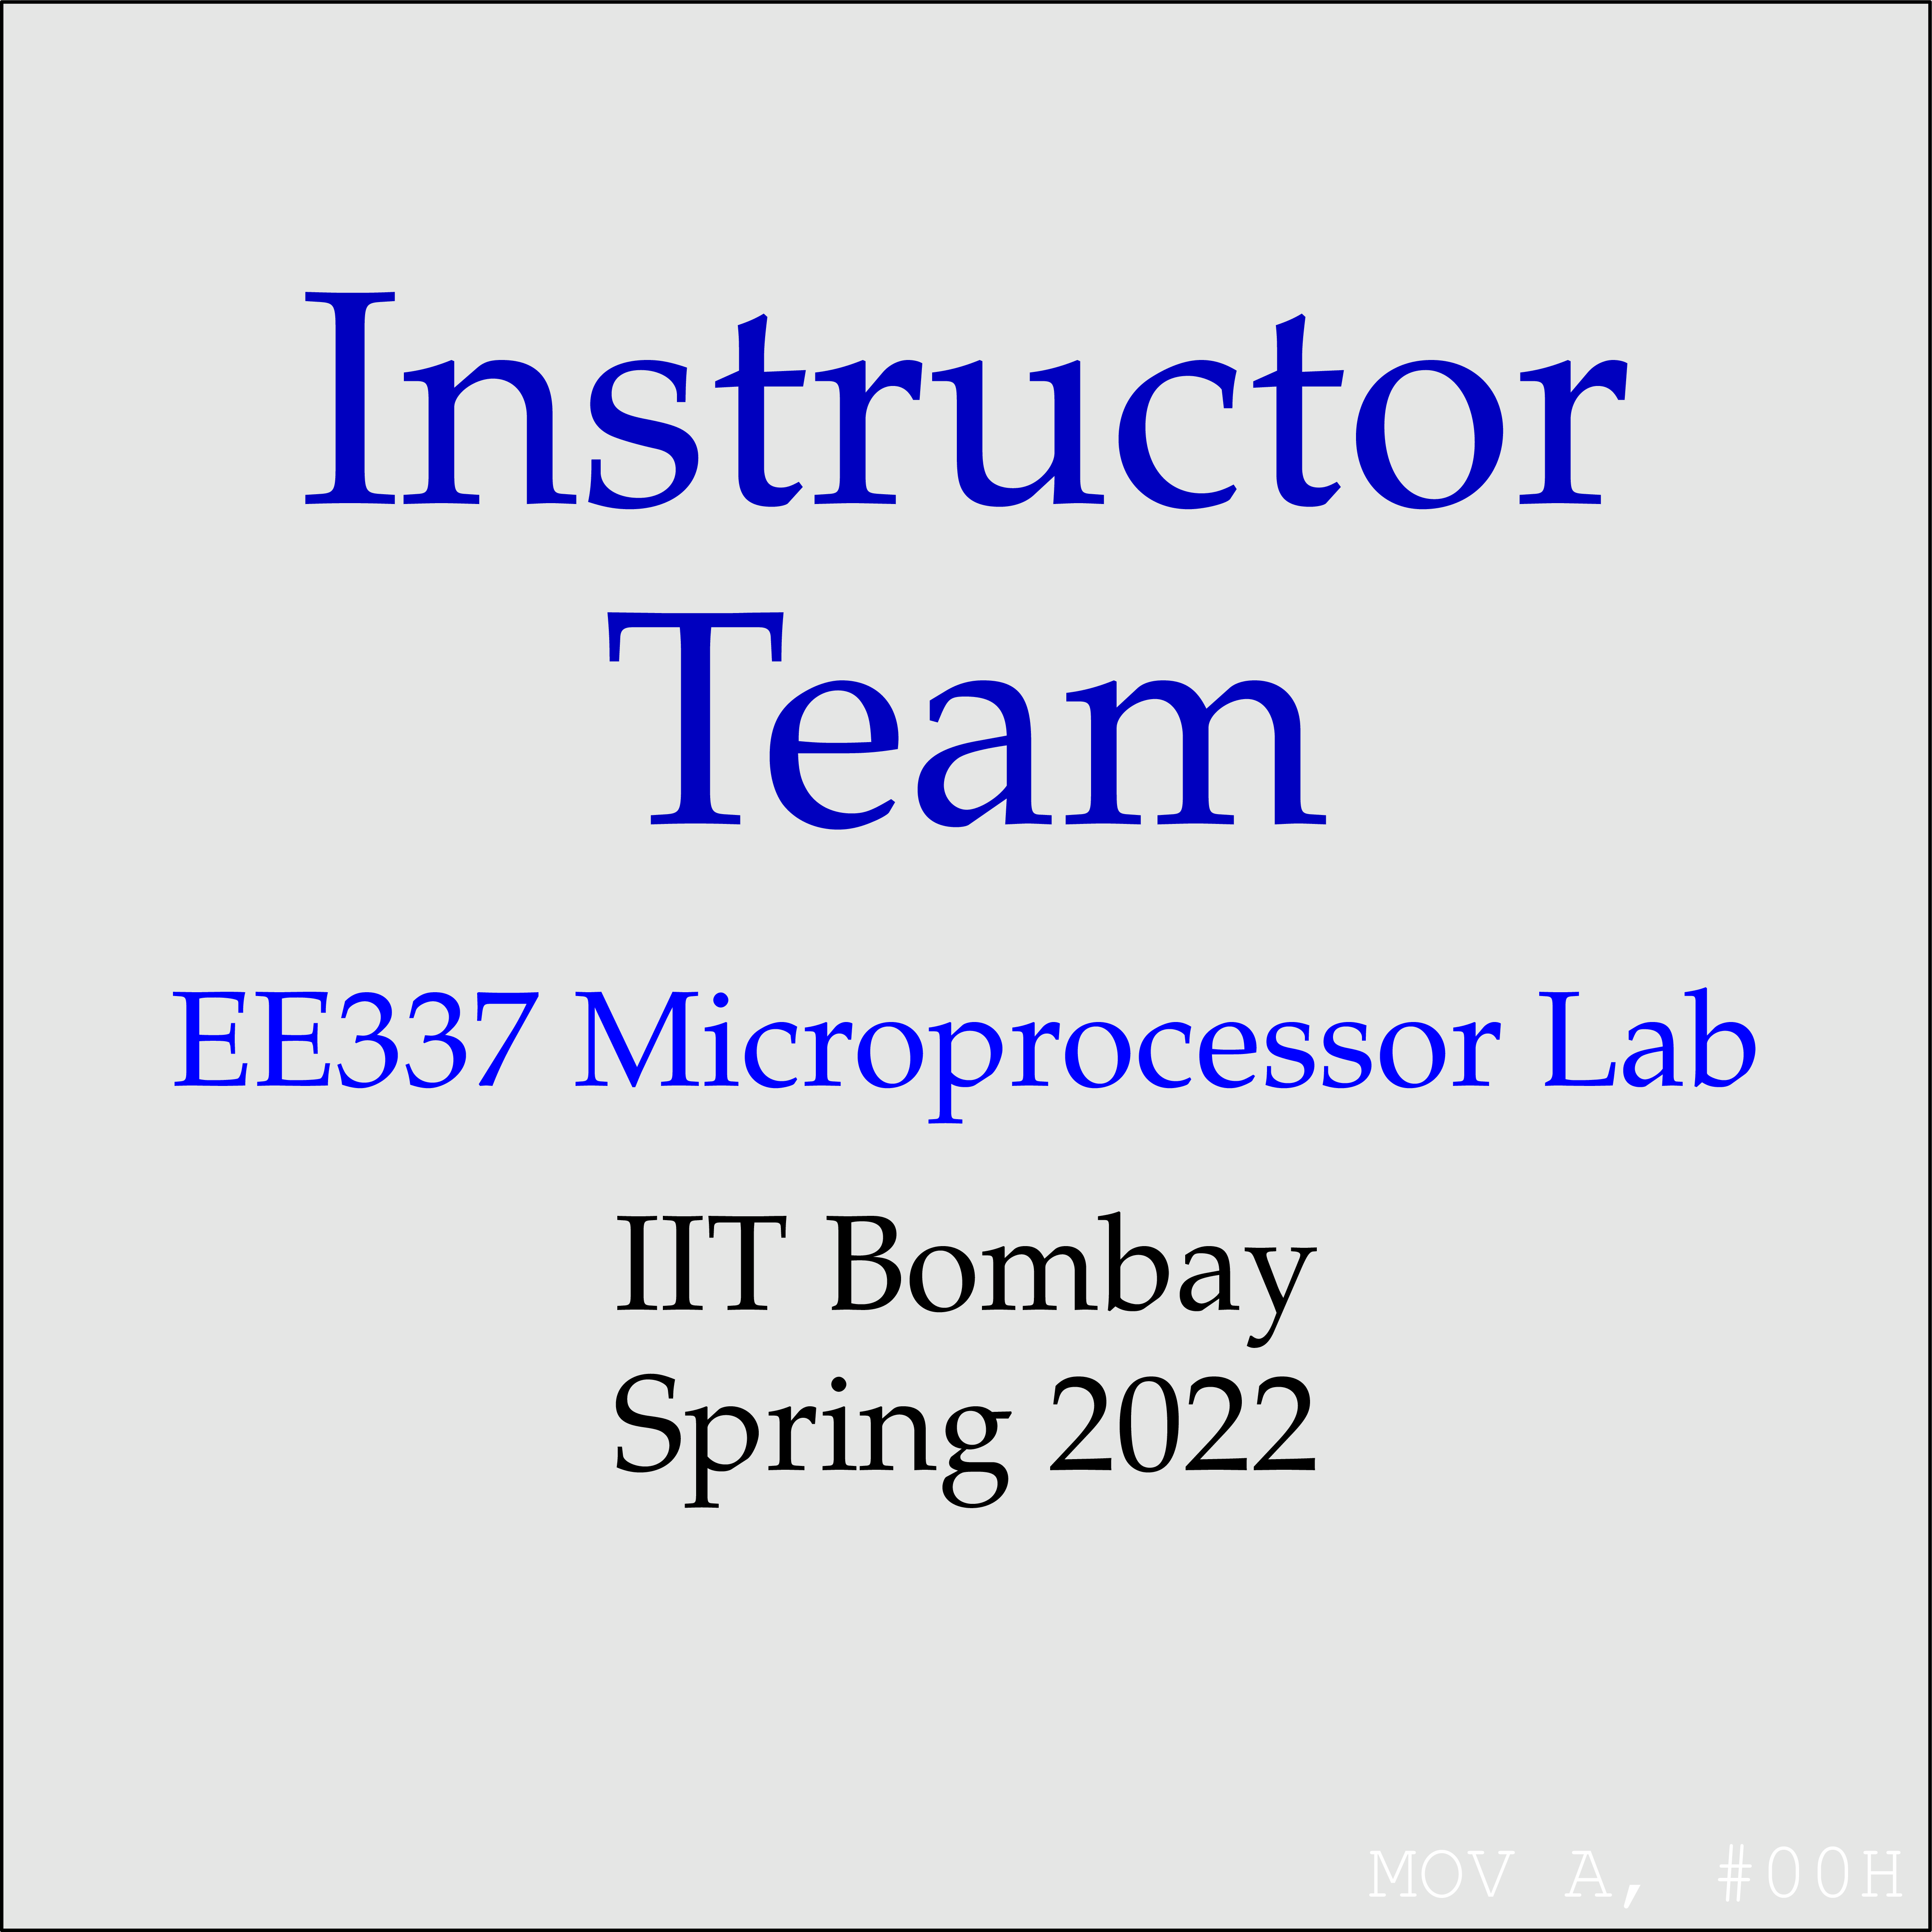 Instructor
Team
EE337 Microprocessor Lab
IIT Bombay
Spring 2022
MOV A, #00H